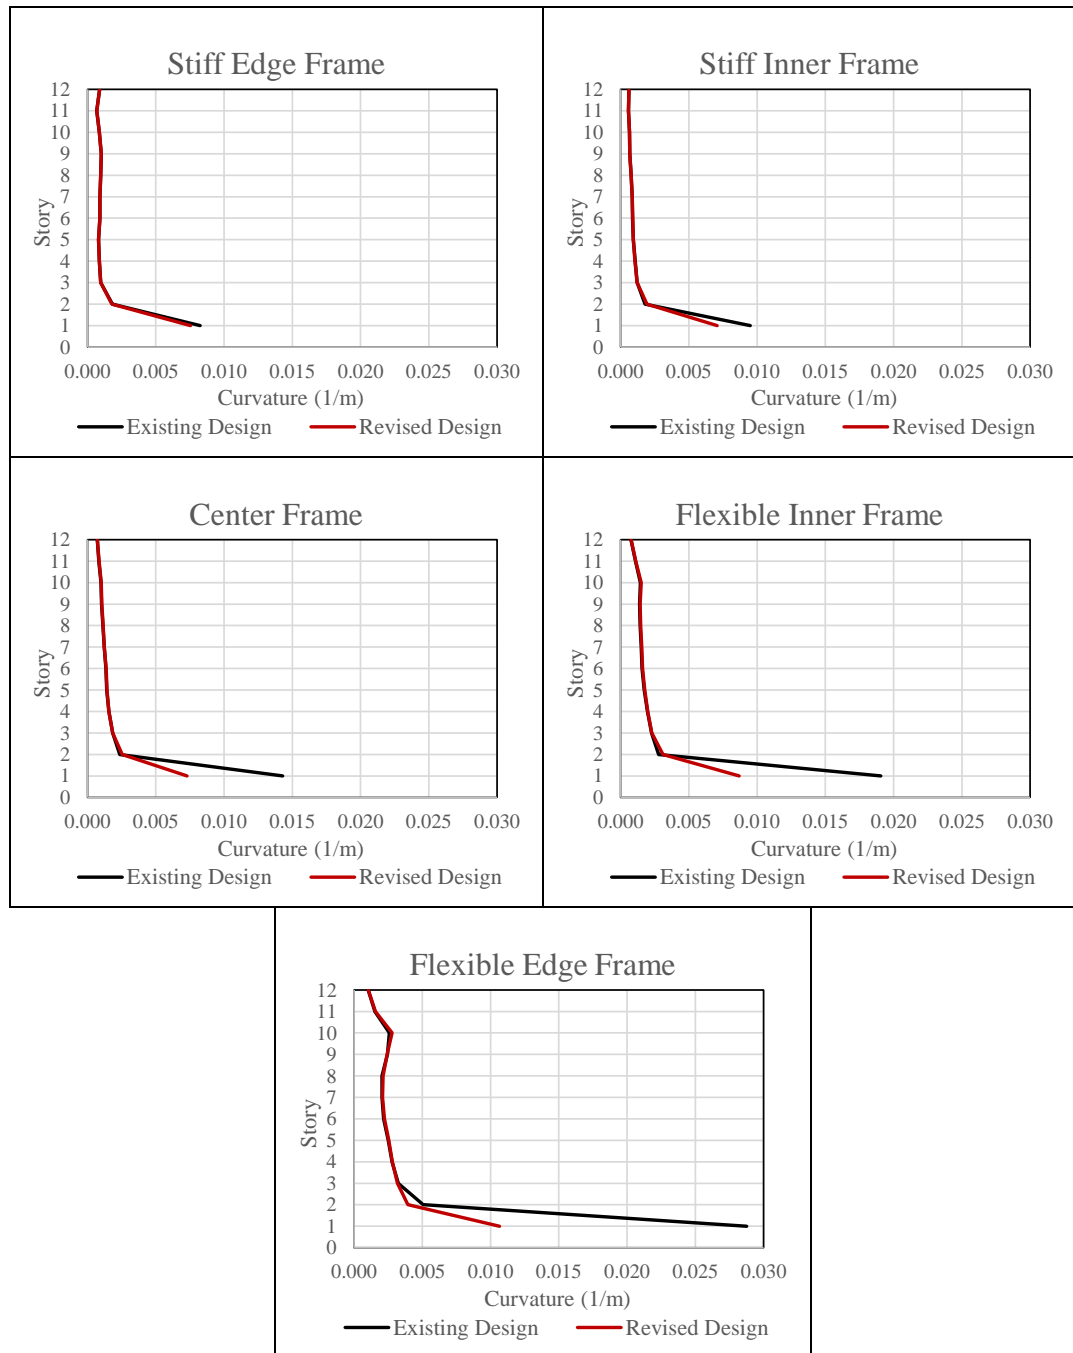 Stiff Edge Frame
12
11
10
9
8
7
6
5
4
3
2
1
0
Story
0.000 0.005 0.010 0.015 0.020 0.025 0.030
Curvature (1/m)
Existing Design Revised Design
Stiff Inner Frame
12
11
10
9
8
7
6
5
4
3
2
1
0
Story
0.000 0.005 0.010 0.015 0.020 0.025 0.030
Curvature (1/m)
Existing Design Revised Design
Center Frame
12
11
10
9
8
7
6
5
4
3
2
1
0
Story
0.000 0.005 0.010 0.015 0.020 0.025 0.030
Curvature (1/m)
Existing Design Revised Design
Flexible Inner Frame
12
11
10
9
8
7
6
5
4
3
2
1
0
Story
0.000 0.005 0.010 0.015 0.020 0.025 0.030
Curvature (1/m)
Existing Design Revised Design
Flexible Edge Frame
12
11
10
9
8
7
6
5
4
3
2
1
0
Story
0.000 0.005 0.010 0.015 0.020 0.025 0.030
Curvature (1/m)
Existing Design Revised Design